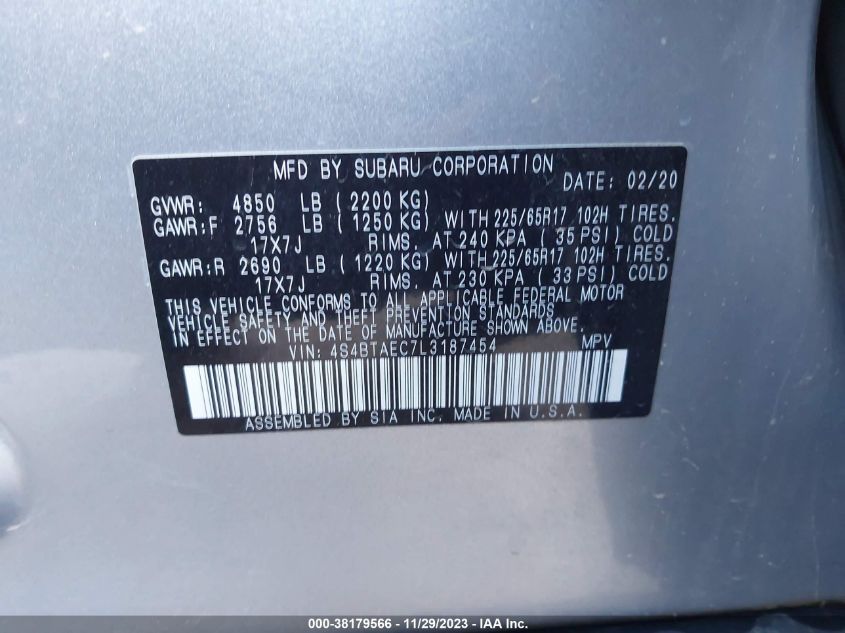 MFD BY SUBARU CORPORATION
DATE: 02/20
GVWR: 4850 LB ( 2200 KG)
GAWR:F 2756 LB ( 1250 KG) WITH 225/65R17 102H TIRES.
17X7J RIMS. AT 240 KPA ( 35 PSI) COLD
GAWR:R 2690 LB ( 1220 KG) WITH 225/65R17 102H TIRES.
17X7J RIMS. AT 230 KPA ( 33 PSI) COLD
THIS VEHICLE CONFORMS TO ALL APPLICABLE FEDERAL MOTOR
VEHICLE SAFETY AND THEFT PREVENTION STANDARDS
IN EFFECT ON THE DATE OF MANUFACTURE SHOWN ABOVE.
VIN: 4S4BTAEC7L3187454 MPV
ASSEMBLED BY SIA INC. MADE IN U.S.A.
000-38179566 - 11/29/2023 - IAA Inc.